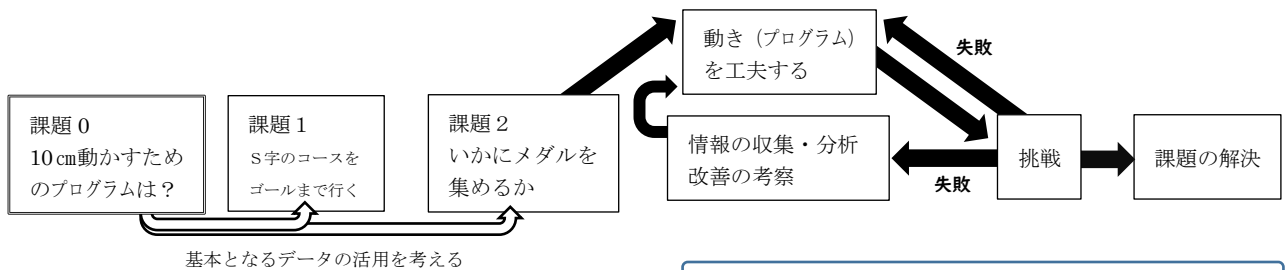 課題0
10㎝動かすため
のプログラムは？
課題1
S字のコースを
ゴールまで行く
課題2
いかにメダルを
集めるか
基本となるデータの活用を考える
動き（プログラム）
を工夫する
情報の収集・分析
改善の考察
失敗
失敗
挑戦
課題の解決